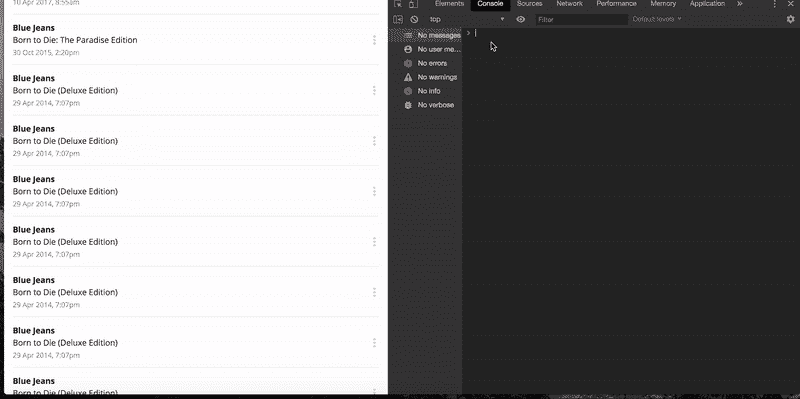 10 Apr 2017, 8:55am
Blue Jeans
Born to Die: The Paradise Edition
30 Oct 2015, 2:20pm
Blue Jeans
Born to Die (Deluxe Edition)
29 Apr 2014, 7:07pm
Blue Jeans
Born to Die (Deluxe Edition)
29 Apr 2014, 7:07pm
Blue Jeans
Born to Die (Deluxe Edition)
29 Apr 2014, 7:07pm
Blue Jeans
Born to Die (Deluxe Edition)
29 Apr 2014, 7:07pm
Blue Jeans
Born to Die (Deluxe Edition)
29 Apr 2014, 7:07pm
Blue Jeans
Born to Die (Deluxe Edition)
29 Apr 2014, 7:07pm
Blue Jeans
Born to Die (Deluxe Edition)
Elements Console Sources Network Performance Memory Application »
top Filter Default levels
No messages
No user me...
No errors
No warnings
No info
No verbose